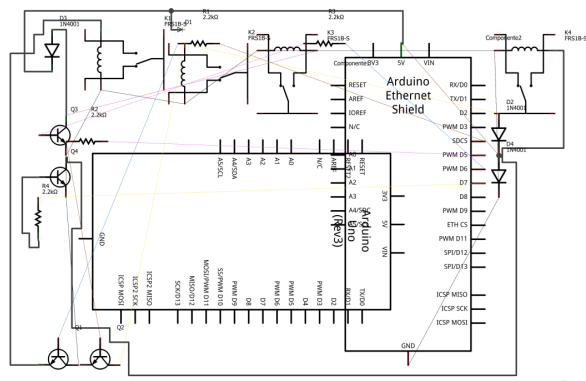 D3
1N4001
K1
FRS1B-S
D1
R1
2.2kΩ
K2
FRS1B-S
R3
2.2kΩ
K3
FRS1B-S
Componente2
K4
FRS1B-S
3V3
5V
VIN
Arduino
Ethernet
Shield
RESET
AREF
IOREF
N/C
A0
A1
A2
A3
A4/SDA
RX/D0
TX/D1
D2
PWM D3
SDCS
PWM D5
PWM D6
D7
D8
PWM D9
ETH CS
PWM D11
SPI/D12
SPI/D13
ICSP MISO
ICSP SCK
ICSP MOSI
GND
D2
1N4001
D4
1N4001
Q3
R2
2.2kΩ
Q4
R4
2.2kΩ
A5/SCL
A4/SDA
A3
A2
A1
A0
N/C
AREF
RESET
3V3
5V
VIN
Arduino
Uno
(Rev3)
GND
ICSP MOSI
ICSP2 SCK
ICSP2 MISO
SCK/D13
MISO/D12
MOSI/PWM D11
SS/PWM D10
PWM D9
D8
D7
PWM D6
PWM D5
D4
PWM D3
D2
RX/D1
TX/D0
Q1
Q2